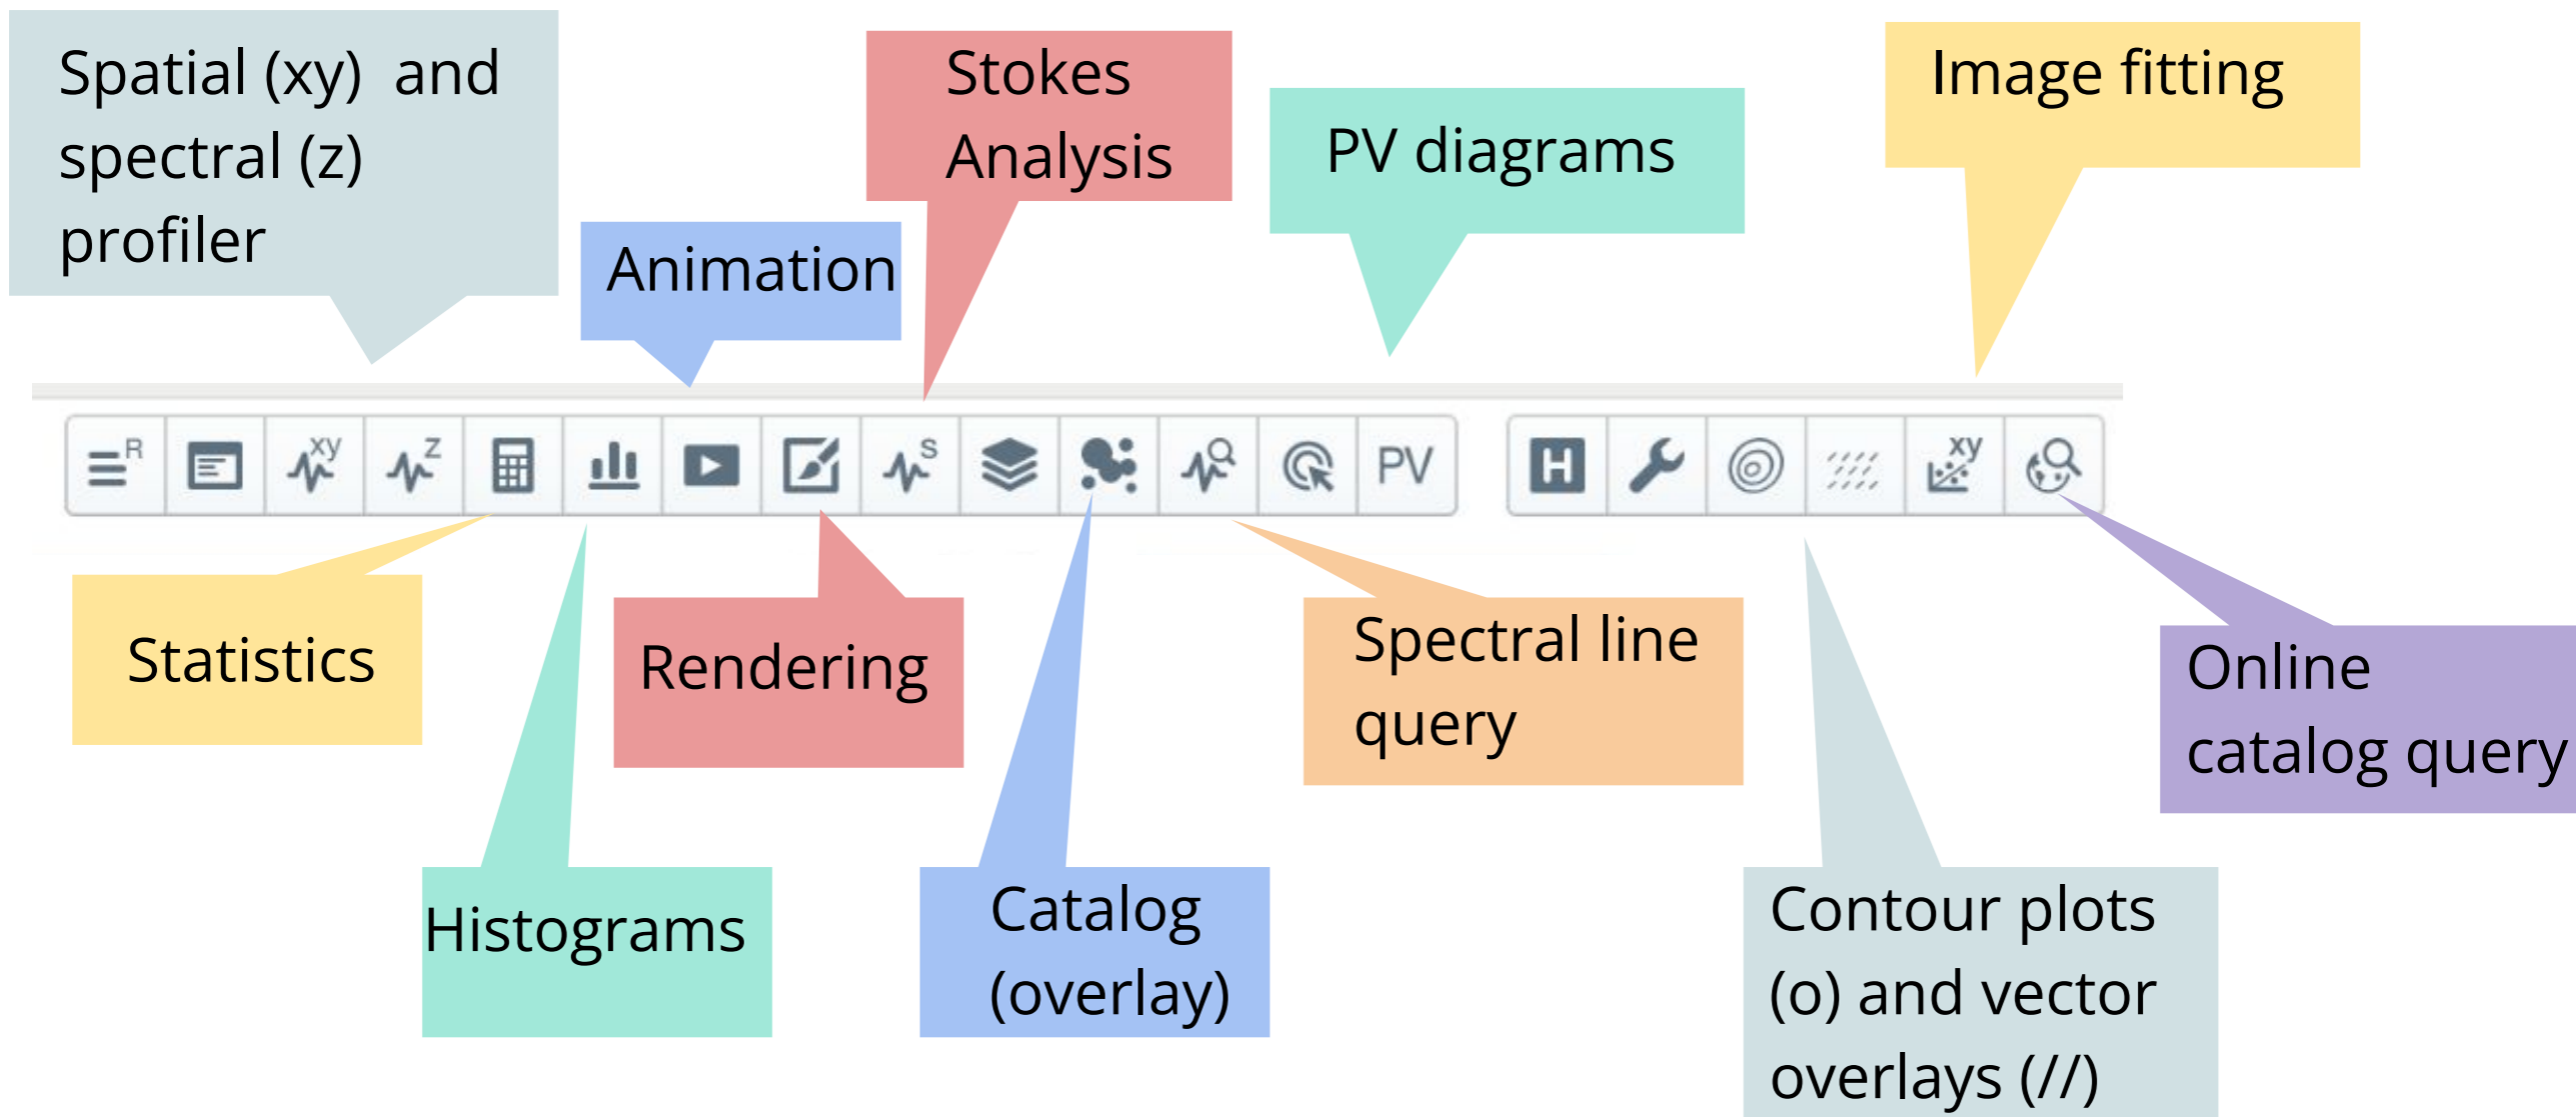 Spatial (xy)  and
spectral (z)
profiler
Stokes
Analysis
Image fitting
PV diagrams
Animation
R
xy
z
S
PV
H
xy
Statistics
Rendering
Spectral line
query
Online
catalog query
Histograms
Catalog
(overlay)
Contour plots
(o) and vector
overlays (//)